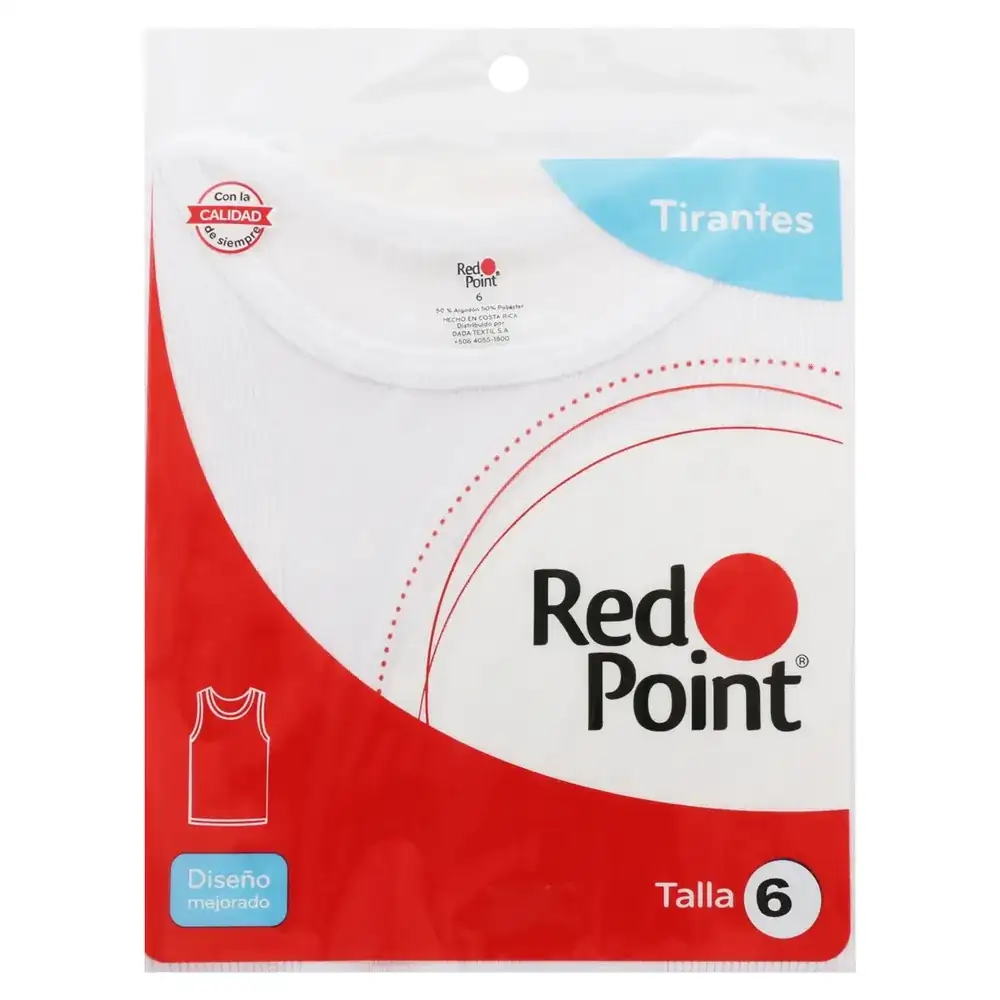 Con la
CALIDAD
de siempre
Tirantes
Red
Point®
6
50 % Algodón 50% Poliéster
HECHO EN COSTA RICA
Distribuido por
DADA TEXTIL S.A
+506 4055-1800
Red
Point®
Diseño
mejorado
Talla 6